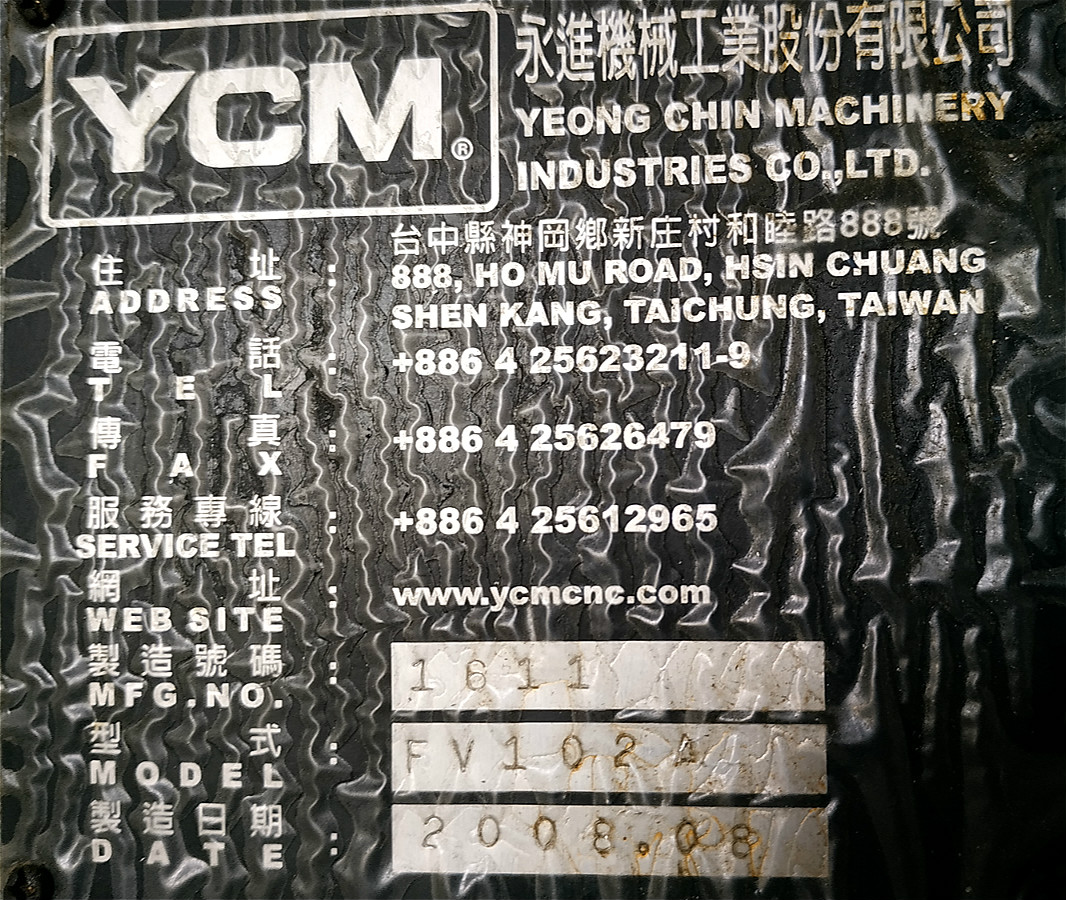 YCM®
永進機械工業股份有限公司
YEONG CHIN MACHINERY
INDUSTRIES CO.,LTD.
台中縣神岡鄉新庄村和睦路888號
住址:
ADDRESS
888, HO MU ROAD, HSIN CHUANG
SHEN KANG, TAICHUNG, TAIWAN
電話:
TEL
+886 4 25623211-9
傳真:
FAX
+886 4 25626479
服務專線:
SERVICE TEL
+886 4 25612965
網址:
WEB SITE
www.ycmcnc.com
製造號碼:
MFG.NO.
1611
型式:
MODEL
FV102A
製造日期:
DATE
2008.08